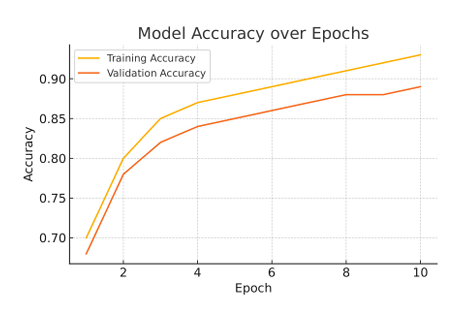 Model Accuracy over Epochs
Training Accuracy
Validation Accuracy
Accuracy
0.90
0.85
0.80
0.75
0.70
2 4 6 8 10
Epoch